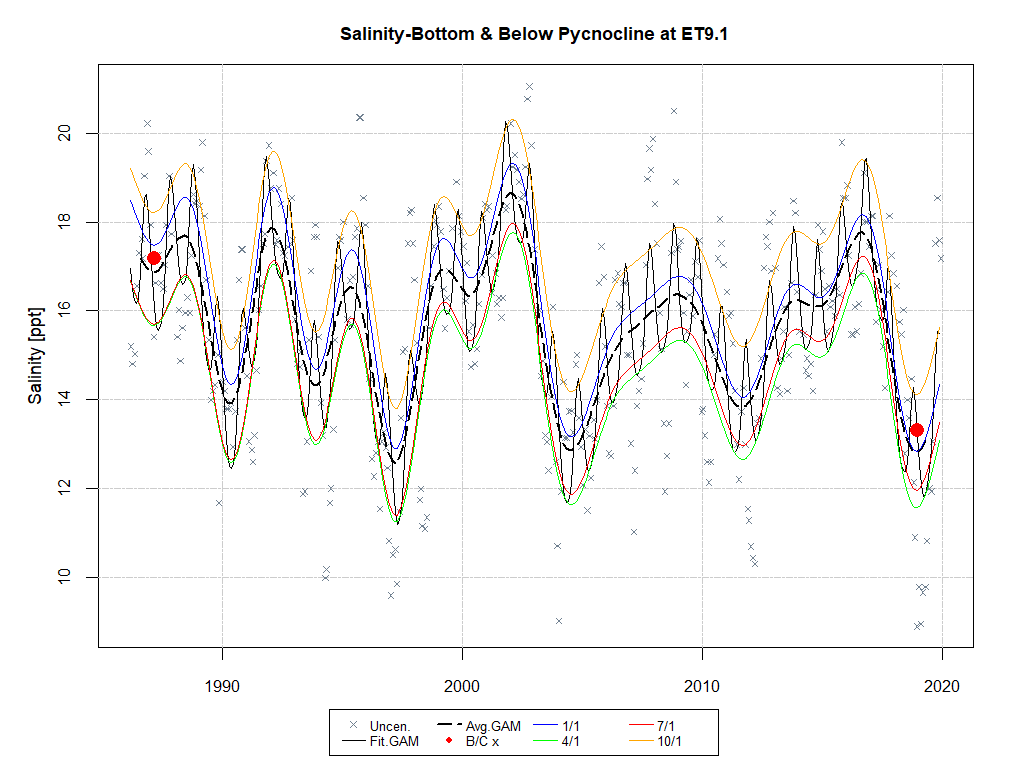 Salinity-Bottom & Below Pycnocline at ET9.1
Salinity [ppt]
20
18
16
14
12
10
1990 2000 2010 2020
Uncen. Avg.GAM 1/1 7/1
Fit.GAM B/C x 4/1 10/1